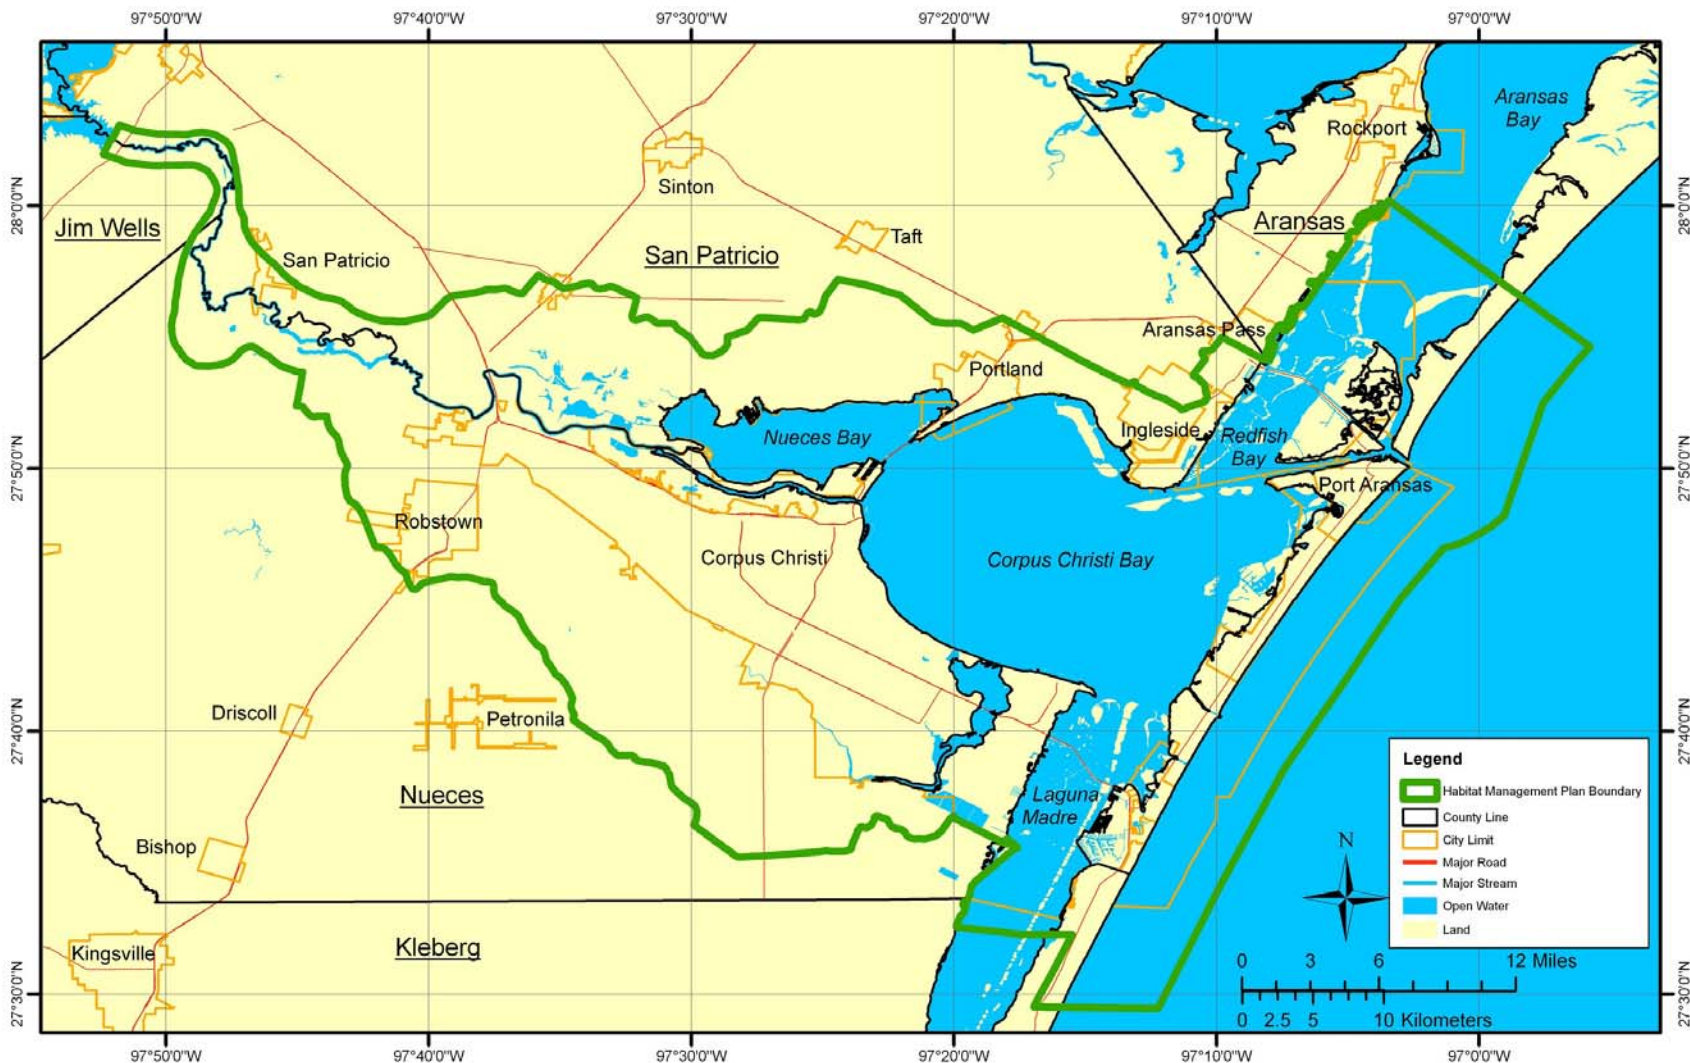 97°50'0"W 97°40'0"W 97°30'0"W 97°20'0"W 97°10'0"W 97°0'0"W
Aransas
Bay
Rockport
Sinton
28°0'0"N
28°0'0"N
Jim Wells
Aransas
Taft
San Patricio
San Patricio
Aransas Pass
Portland
Ingleside
Nueces Bay
Redfish
Bay
27°50'0"N
27°50'0"N
Port Aransas
Robstown
Corpus Christi
Corpus Christi Bay
Driscoll
Petronila
27°40'0"N
27°40'0"N
Nueces
Laguna
Madre
Bishop
Kleberg
Kingsville
27°30'0"N
27°30'0"N
Legend
Habitat Management Plan Boundary
County Line
City Limit
Major Road
Major Stream
Open Water
Land
N
0 3 6 12 Miles
0 2.5 5 10 Kilometers
97°50'0"W 97°40'0"W 97°30'0"W 97°20'0"W 97°10'0"W 97°0'0"W